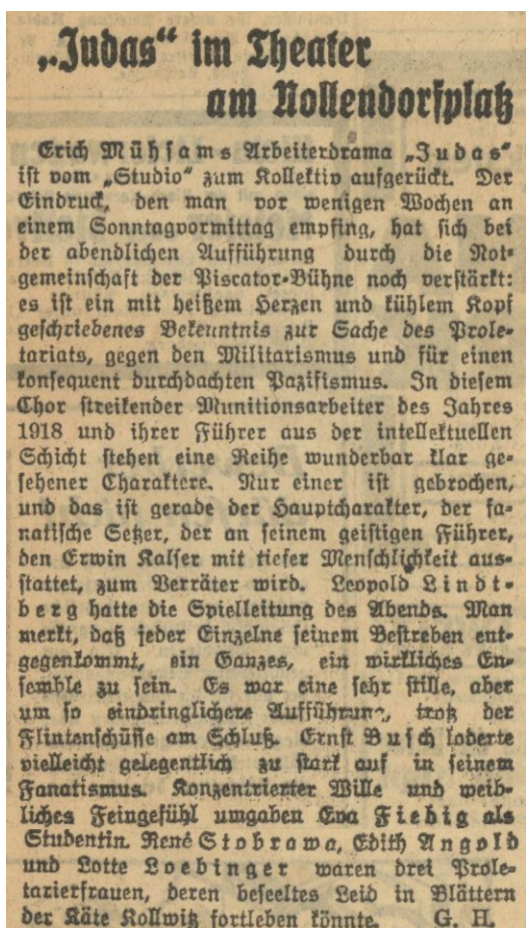 „Judas“ im Theater
am Nollendorfplatz
Erich Mühsams Arbeiterdrama „Judas“
ist vom „Studio“ zum Kollektiv aufgerückt. Der
Eindruck, den man vor wenigen Wochen an
einem Sonntagvormittag empfing, hat sich bei
der abendlichen Aufführung durch die Not-
gemeinschaft der Piscator-Bühne noch verstärkt:
es ist ein mit heißem Herzen und kühlem Kopf
geschriebenes Bekenntnis zur Sache des Prole-
tariats, gegen den Militarismus und für einen
konsequent durchdachten Pazifismus. In diesem
Chor streikender Munitionsarbeiter des Jahres
1918 und ihrer Führer aus der intellektuellen
Schicht stehen eine Reihe wunderbar klar ge-
sehener Charaktere. Nur einer ist gebrochen,
und das ist gerade der Hauptcharakter, der fa-
natische Setzer, der an seinem geistigen Führer,
den Erwin Kalser mit tiefer Menschlichkeit aus-
stattet, zum Verräter wird. Leopold Lindt-
berg hatte die Spielleitung des Abends. Man
merkt, daß jeder Einzelne seinem Bestreben ent-
gegenkommt, ein Ganzes, ein wirkliches En-
semble zu sein. Es war eine sehr stille, aber
um so eindringlichere Aufführung, trotz der
Flintenschüsse am Schluß. Ernst Busch loderte
vielleicht gelegentlich zu stark auf in seinem
Fanatismus. Konzentrierter Wille und weib-
liches Feingefühl umgaben Eva Fiebig als
Studentin. René Stobrawa, Edith Angold
und Lotte Loebinger waren drei Prole-
tarierfrauen, deren beseeltes Leid in Blättern
der Käte Kollwitz fortleben könnte. G. H.